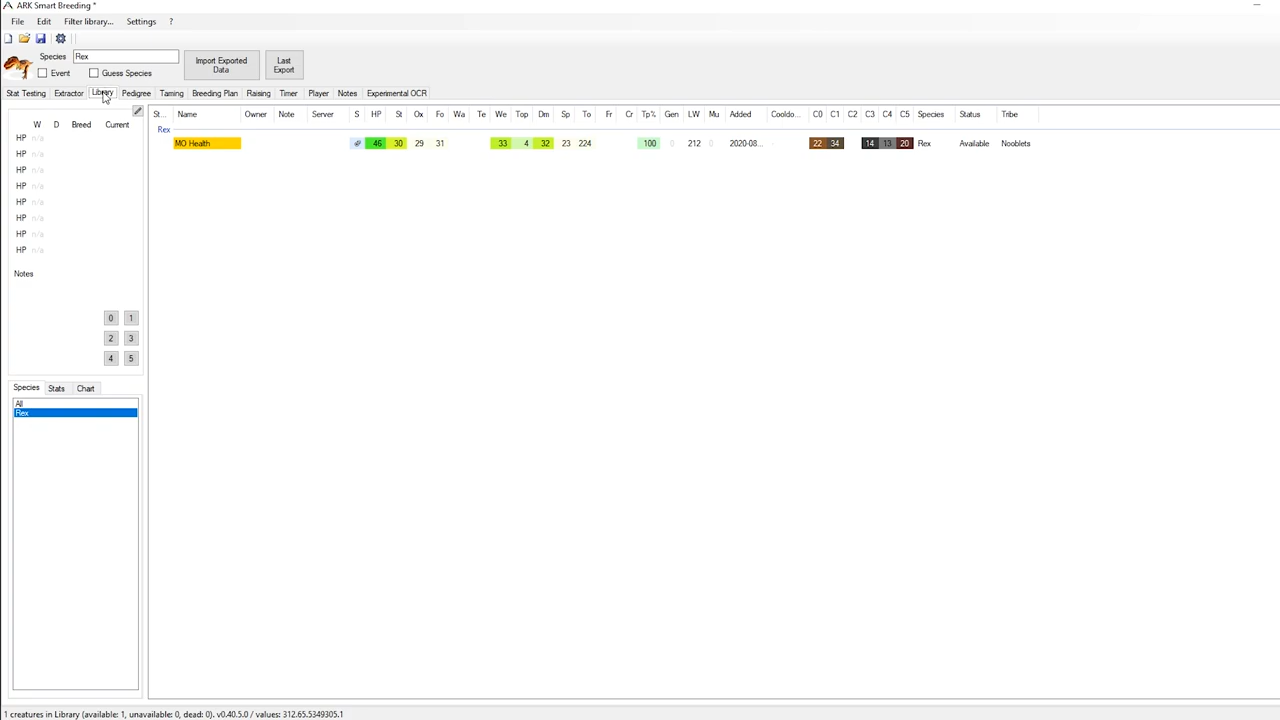 ARK Smart Breeding *
File Edit Filter library... Settings ?
Species Rex
Event Guess Species
Import Exported Data
Last Export
Stat Testing Extractor Library Pedigree Taming Breeding Plan Raising Timer Player Notes Experimental OCR
W D Breed Current
HP n/a
HP n/a
HP n/a
HP n/a
HP n/a
HP n/a
HP n/a
HP n/a
Notes
0 1
2 3
4 5
Species Stats Chart
All
Rex
St... Name Owner Note Server S HP St Ox Fo Wa Te We Top Dm Sp To Fr Cr Tp% Gen LW Mu Added Cooldo... C0 C1 C2 C3 C4 C5 Species Status Tribe
Rex
MO Health 46 30 29 31 33 4 32 23 224 100 0 212 0 2020-08... 22 34 14 13 20 Rex Available Nooblets
1 creatures in Library (available: 1, unavailable: 0, dead: 0). v0.40.5.0 / values: 312.65.5349305.1